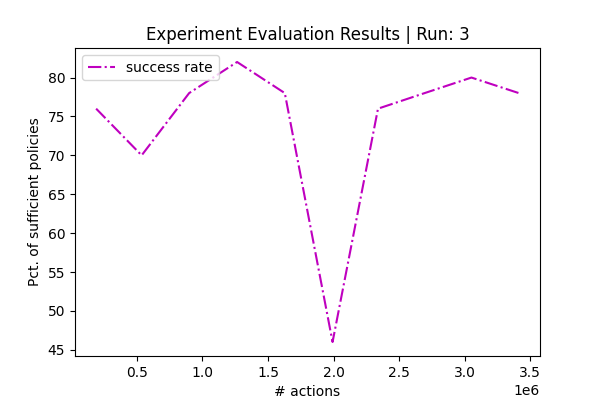 Experiment Evaluation Results | Run: 3
success rate
Pct. of sufficient policies
80
75
70
65
60
55
50
45
0.5 1.0 1.5 2.0 2.5 3.0 3.5
1e6
# actions